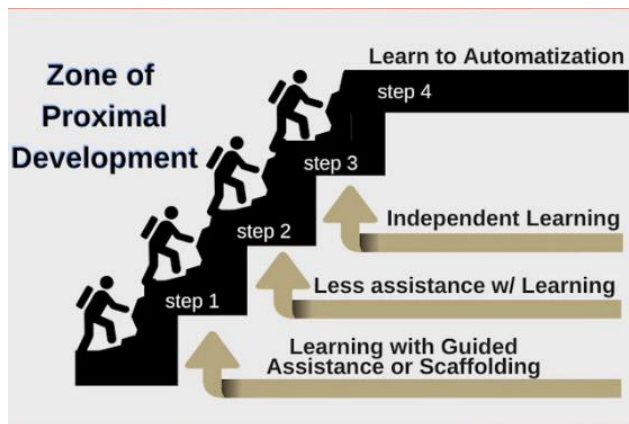 Zone of
Proximal
Development
Learn to Automatization
step 4
step 3
Independent Learning
step 2
Less assistance w/ Learning
step 1
Learning with Guided
Assistance or Scaffolding